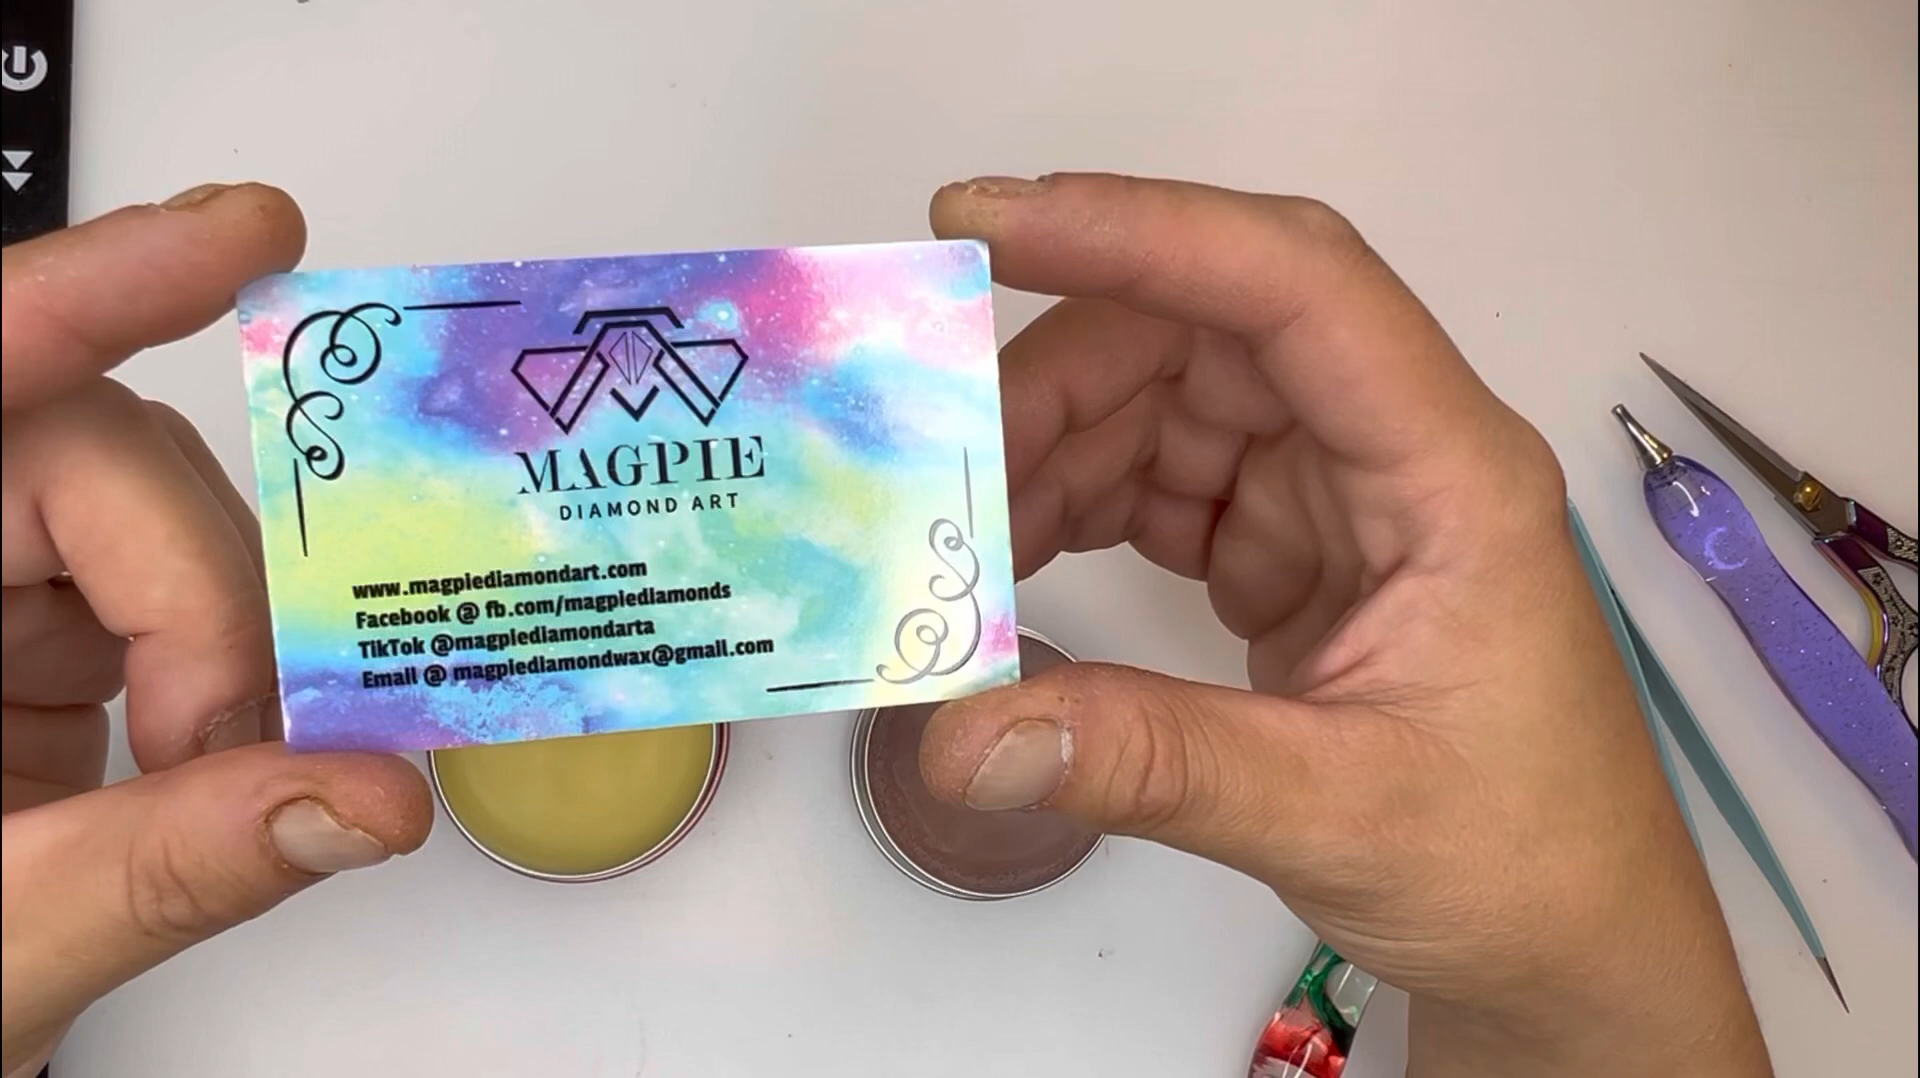 MAGPIE
DIAMOND ART
www.magpiediamondart.com
Facebook @ fb.com/magpiediamonds
TikTok @magpiediamondarta
Email @ magpiediamondwax@gmail.com